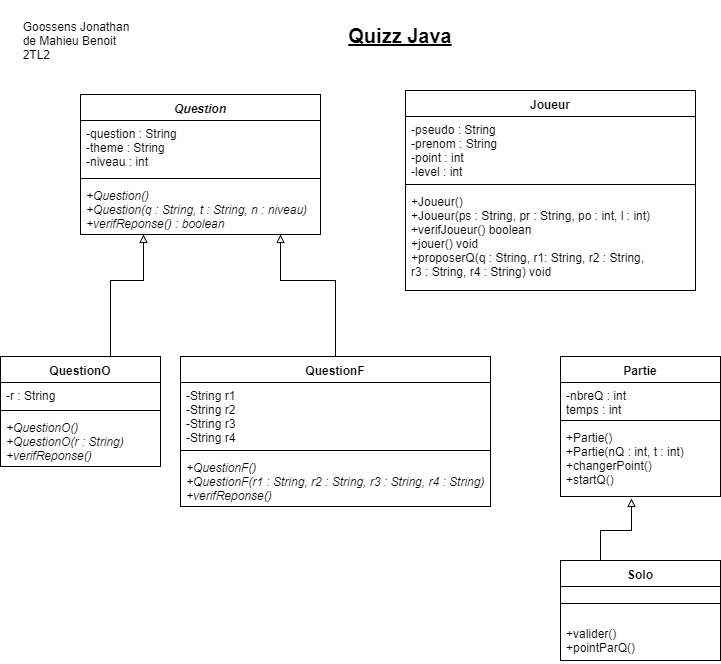 Goossens Jonathan
de Mahieu Benoit
2TL2
Quizz Java
Question
-question : String
-theme : String
-niveau : int
+Question()
+Question(q : String, t : String, n : niveau)
+verifReponse() : boolean
Joueur
-pseudo : String
-prenom : String
-point : int
-level : int
+Joueur()
+Joueur(ps : String, pr : String, po : int, l : int)
+verifJoueur() boolean
+jouer() void
+proposerQ(q : String, r1: String, r2 : String,
r3 : String, r4 : String) void
QuestionO
-r : String
+QuestionO()
+QuestionO(r : String)
+verifReponse()
QuestionF
-String r1
-String r2
-String r3
-String r4
+QuestionF()
+QuestionF(r1 : String, r2 : String, r3 : String, r4 : String)
+verifReponse()
Partie
-nbreQ : int
temps : int
+Partie()
+Partie(nQ : int, t : int)
+changerPoint()
+startQ()
Solo
+valider()
+pointParQ()